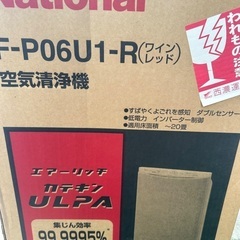 National
F-P06U1-R(ワインレッド)
空気清浄機
われもの
西濃運
●すばやくよごれを感知 ダブルセンサー
●低電力 インバーター制御
●適用床面積 ～20畳
エアーリッチ
カテキン
ULPA
集じん効率
99.9995%